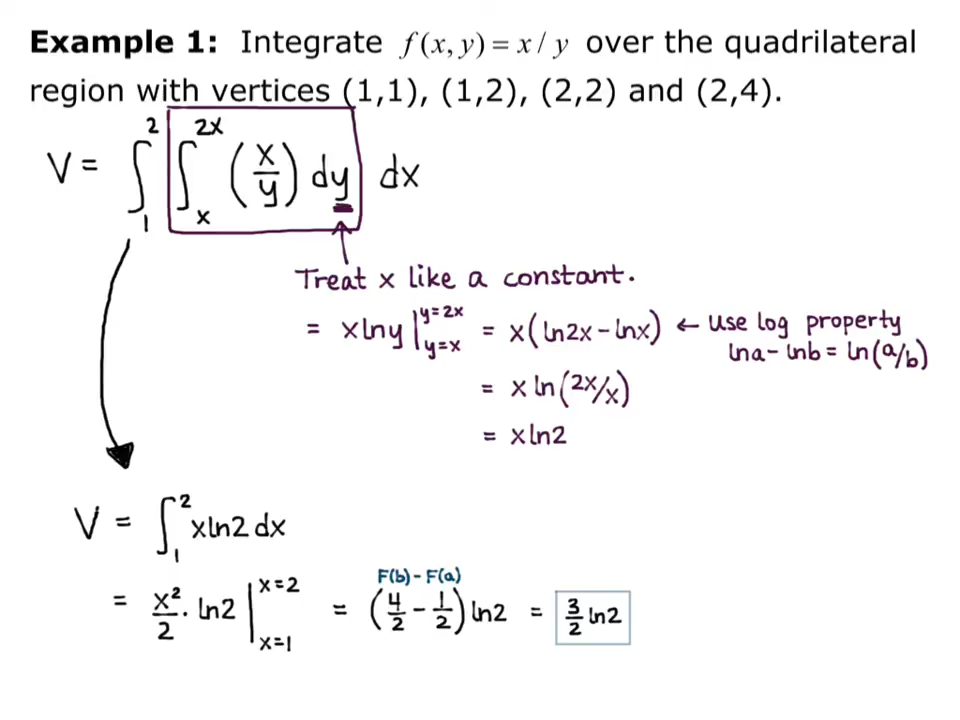 Example 1: Integrate f(x, y) = x / y over the quadrilateral
region with vertices (1,1), (1,2), (2,2) and (2,4).
V = ∫₁² ∫ₓ²ˣ (x/y) dy dx
Treat x like a constant.
= x ln y |_{y=x}^{y=2x} = x(ln2x - lnx) ← Use log property
lna - lnb = ln(a/b)
= x ln(2x/x)
= x ln2
V = ∫₁² x ln2 dx
F(b) - F(a)
= x²/2 · ln2 |_{x=1}^{x=2} = (4/2 - 1/2) ln2 = 3/2 ln2